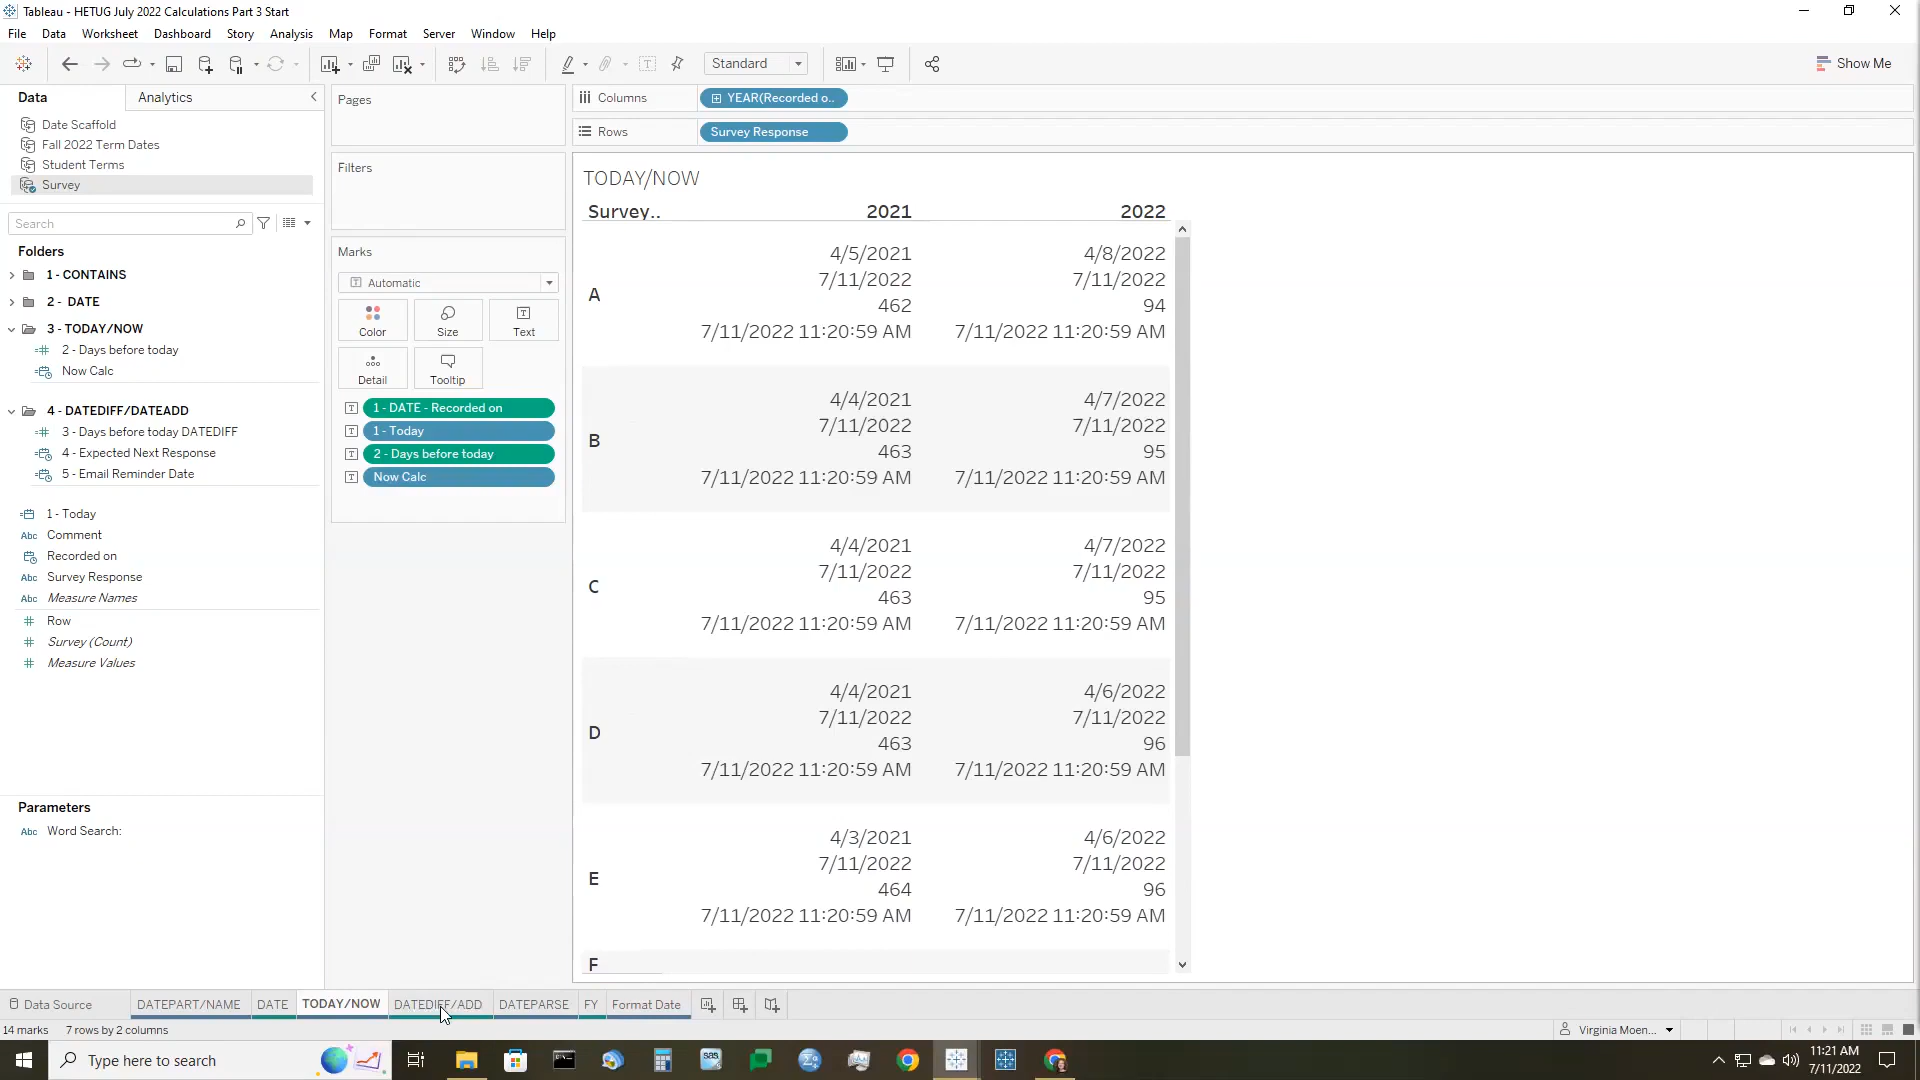 Tableau - HETUG July 2022 Calculations Part 3 Start
File Data Worksheet Dashboard Story Analysis Map Format Server Window Help
Standard
Show Me
Data Analytics
Date Scaffold
Fall 2022 Term Dates
Student Terms
Survey
Search
Folders
1 - CONTAINS
2 - DATE
3 - TODAY/NOW
2 - Days before today
Now Calc
4 - DATEDIFF/DATEADD
3 - Days before today DATEDIFF
4 - Expected Next Response
5 - Email Reminder Date
1 - Today
Abc Comment
Recorded on
Abc Survey Response
Abc Measure Names
# Row
# Survey (Count)
# Measure Values
Parameters
Abc Word Search:
Pages
Filters
Marks
Automatic
Color Size Text
Detail Tooltip
1 - DATE - Recorded on
1 - Today
2 - Days before today
Now Calc
Columns YEAR(Recorded o..
Rows Survey Response
TODAY/NOW
Survey.. 2021 2022
A
4/5/2021 4/8/2022
7/11/2022 7/11/2022
462 94
7/11/2022 11:20:59 AM 7/11/2022 11:20:59 AM
B
4/4/2021 4/7/2022
7/11/2022 7/11/2022
463 95
7/11/2022 11:20:59 AM 7/11/2022 11:20:59 AM
C
4/4/2021 4/7/2022
7/11/2022 7/11/2022
463 95
7/11/2022 11:20:59 AM 7/11/2022 11:20:59 AM
D
4/4/2021 4/6/2022
7/11/2022 7/11/2022
463 96
7/11/2022 11:20:59 AM 7/11/2022 11:20:59 AM
E
4/3/2021 4/6/2022
7/11/2022 7/11/2022
464 96
7/11/2022 11:20:59 AM 7/11/2022 11:20:59 AM
F
Data Source DATEPART/NAME DATE TODAY/NOW DATEDIFF/ADD DATEPARSE FY Format Date
14 marks 7 rows by 2 columns
Virginia Moen...
Type here to search
11:21 AM
7/11/2022